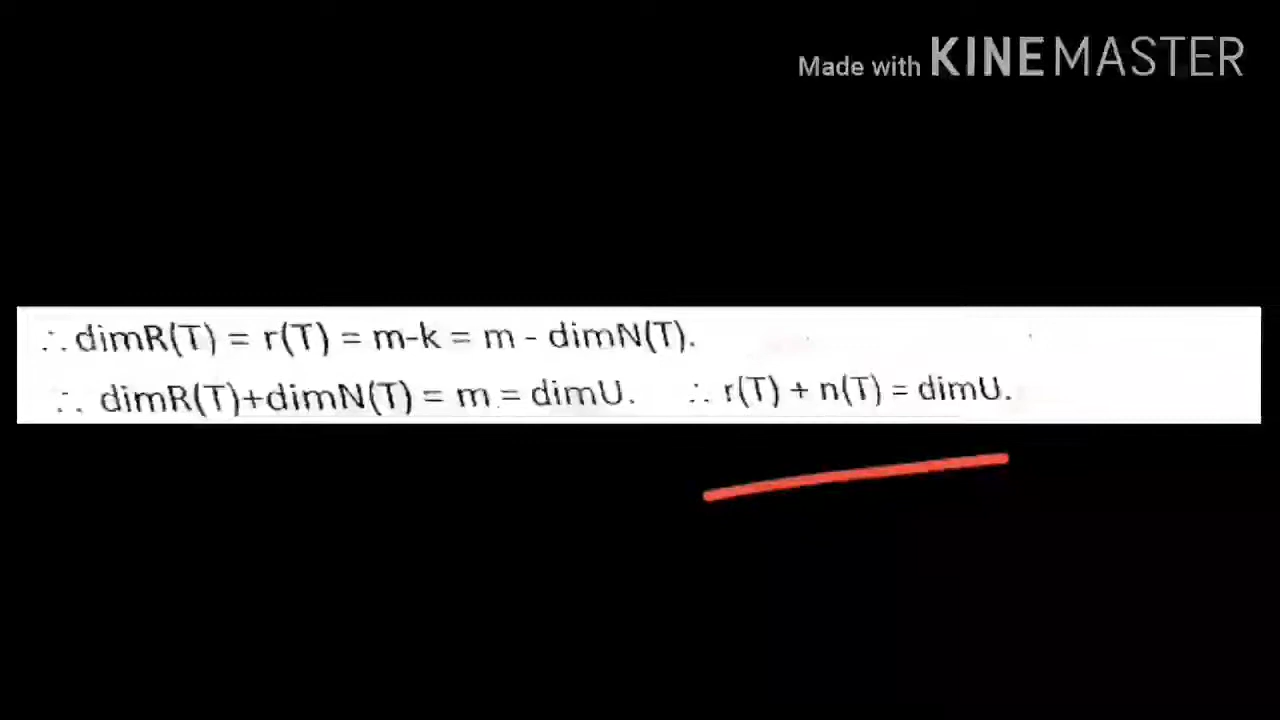 Made with KINEMASTER
∴ dimR(T) = r(T) = m-k = m - dimN(T).
∴ dimR(T)+dimN(T) = m = dimU. ∴ r(T) + n(T) = dimU.